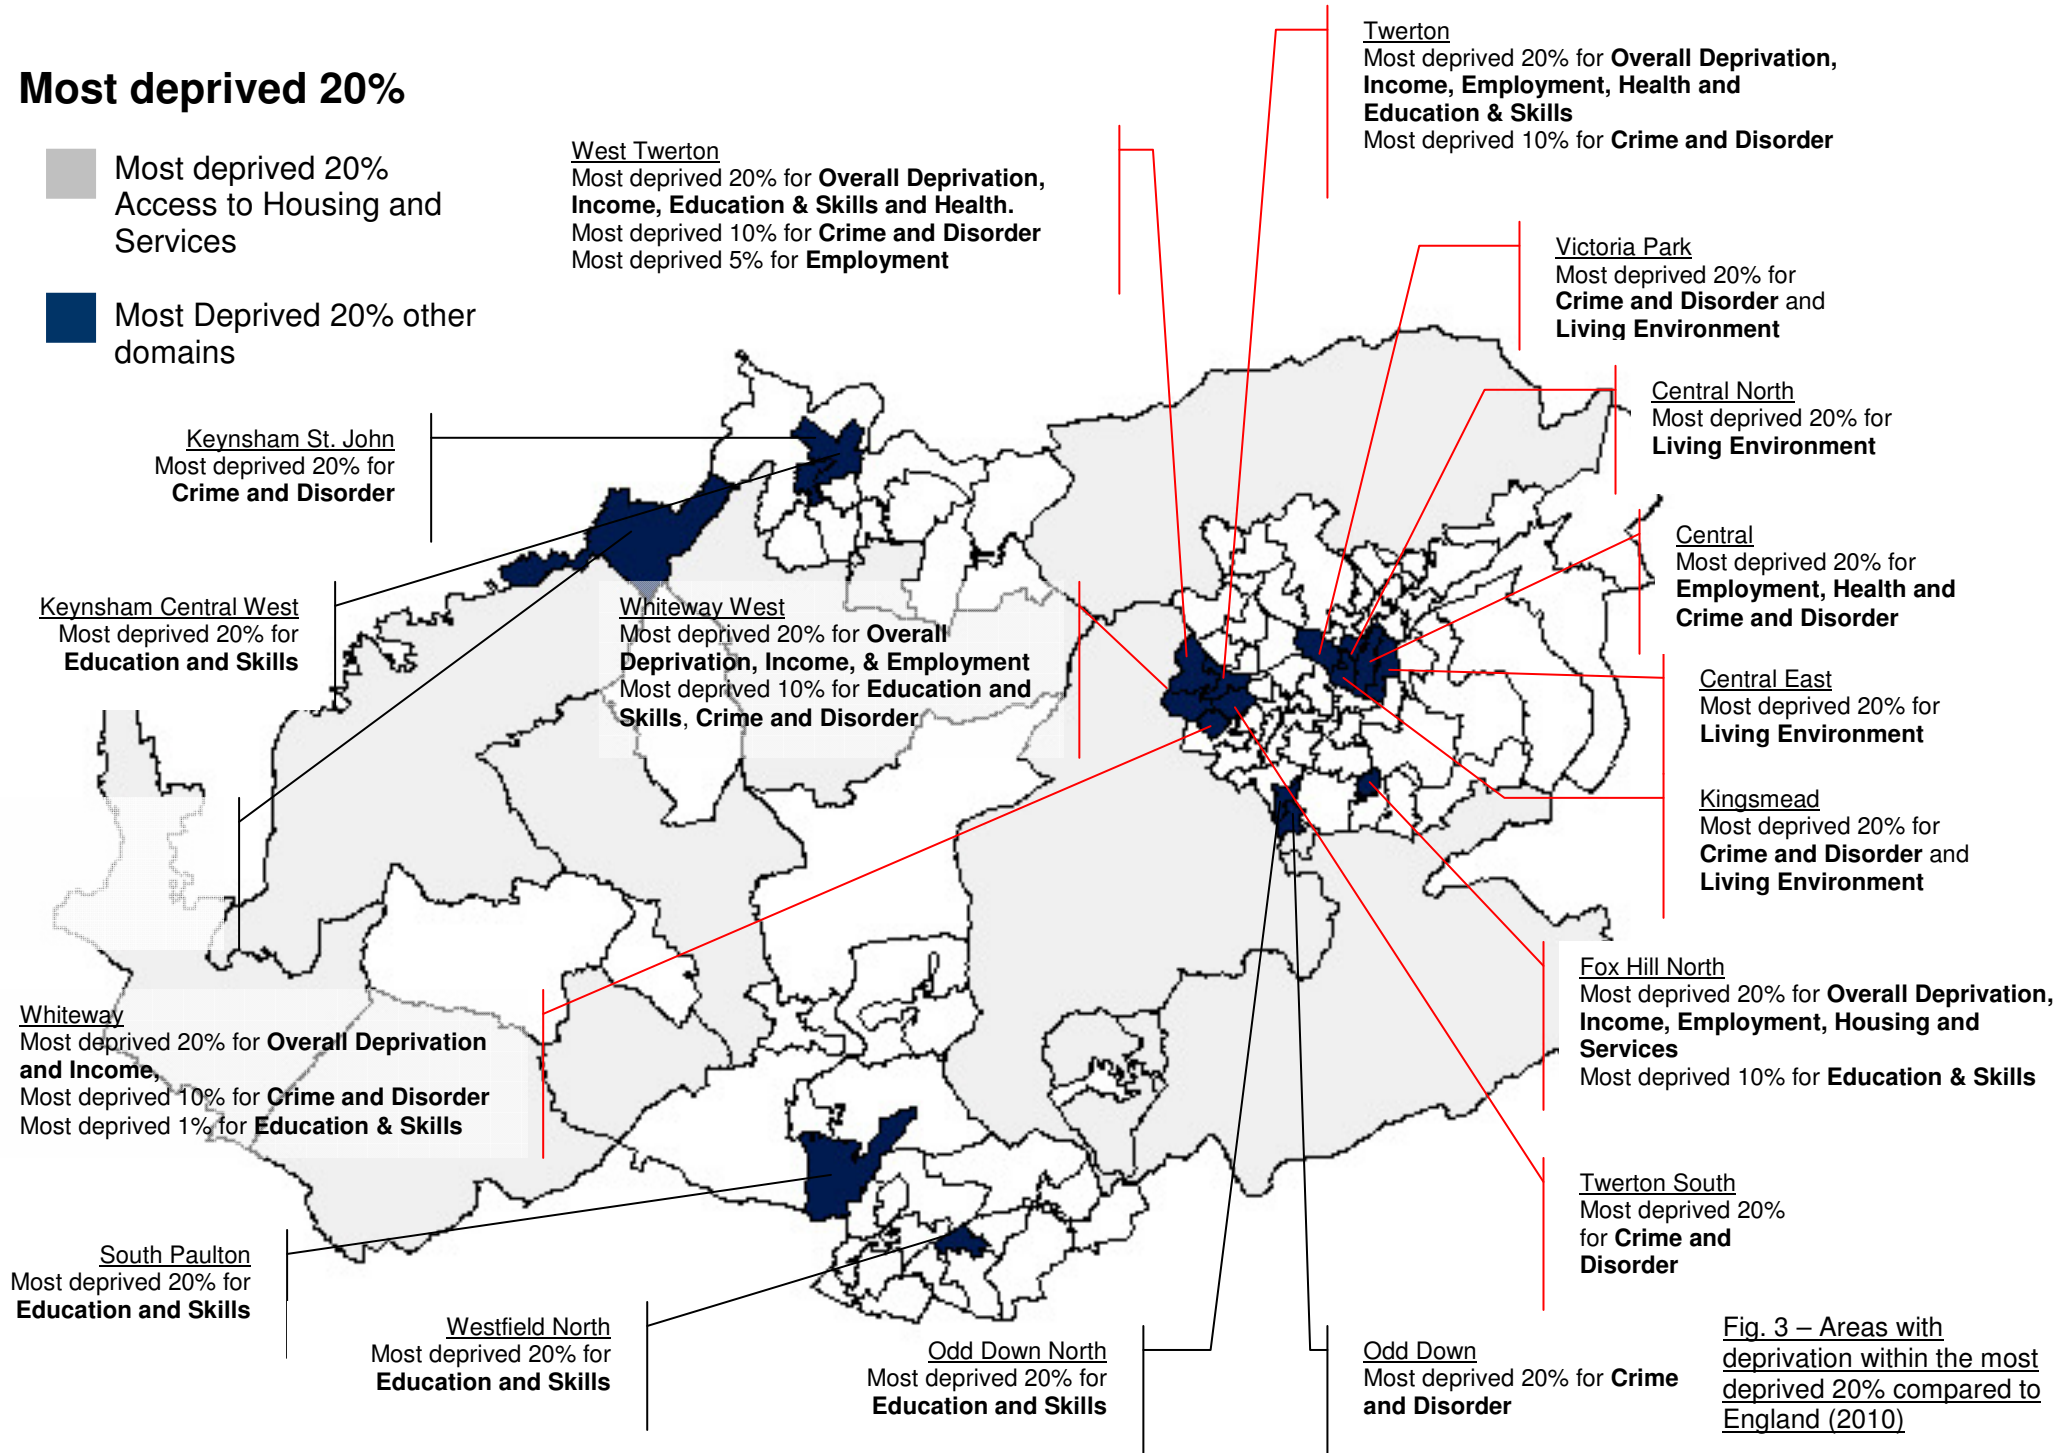 Most deprived 20%
Most deprived 20%
Access to Housing and
Services
Most Deprived 20% other
domains
Twerton
Most deprived 20% for Overall Deprivation,
Income, Employment, Health and
Education & Skills
Most deprived 10% for Crime and Disorder
West Twerton
Most deprived 20% for Overall Deprivation,
Income, Education & Skills and Health.
Most deprived 10% for Crime and Disorder
Most deprived 5% for Employment
Victoria Park
Most deprived 20% for
Crime and Disorder and
Living Environment
Central North
Most deprived 20% for
Living Environment
Keynsham St. John
Most deprived 20% for
Crime and Disorder
Central
Most deprived 20% for
Employment, Health and
Crime and Disorder
Keynsham Central West
Most deprived 20% for
Education and Skills
Whiteway West
Most deprived 20% for Overall
Deprivation, Income, & Employment
Most deprived 10% for Education and
Skills, Crime and Disorder
Central East
Most deprived 20% for
Living Environment
Kingsmead
Most deprived 20% for
Crime and Disorder and
Living Environment
Fox Hill North
Most deprived 20% for Overall Deprivation,
Income, Employment, Housing and
Services
Most deprived 10% for Education & Skills
Whiteway
Most deprived 20% for Overall Deprivation
and Income,
Most deprived 10% for Crime and Disorder
Most deprived 1% for Education & Skills
Twerton South
Most deprived 20%
for Crime and
Disorder
South Paulton
Most deprived 20% for
Education and Skills
Westfield North
Most deprived 20% for
Education and Skills
Odd Down North
Most deprived 20% for
Education and Skills
Odd Down
Most deprived 20% for Crime
and Disorder
Fig. 3 – Areas with
deprivation within the most
deprived 20% compared to
England (2010)